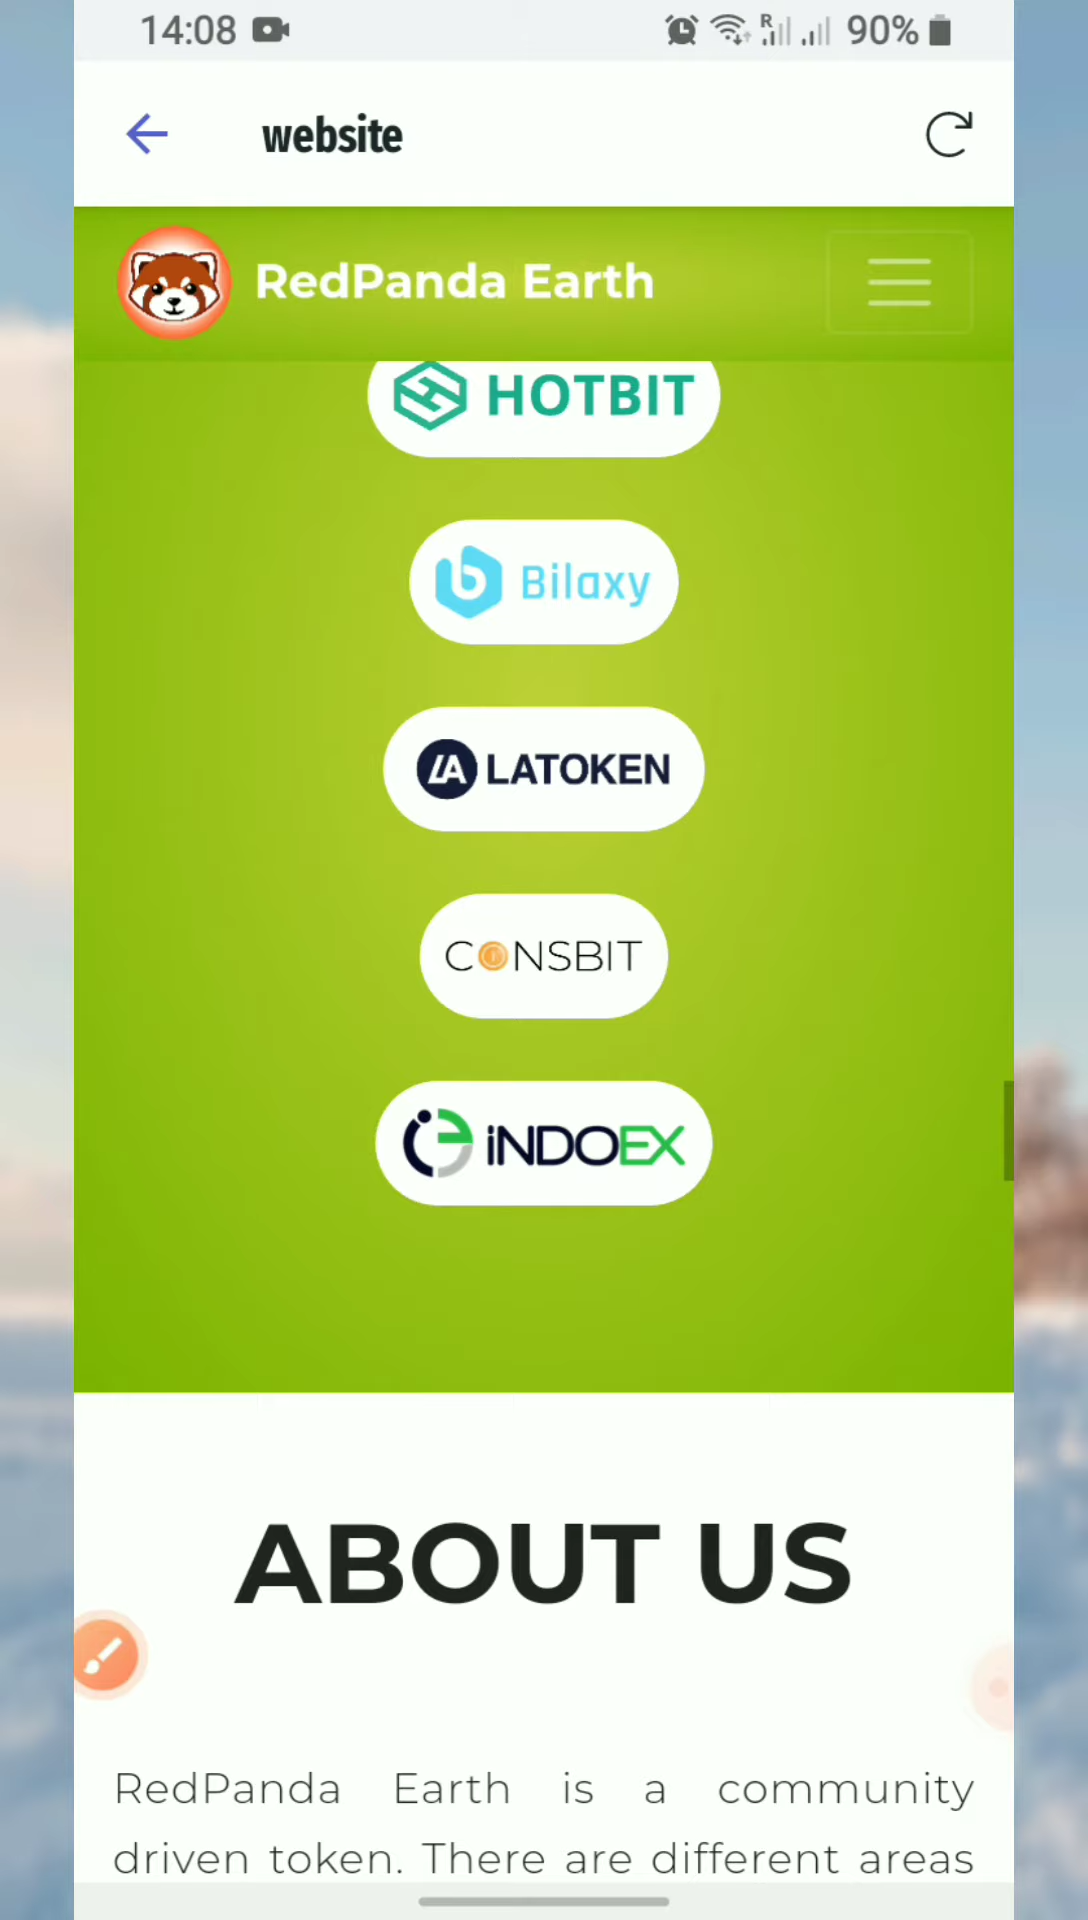 14:08
R
90%
website
RedPanda Earth
HOTBIT
Bilaxy
LATOKEN
CONSBIT
iNDOEX
ABOUT US
RedPanda Earth is a community
driven token. There are different areas